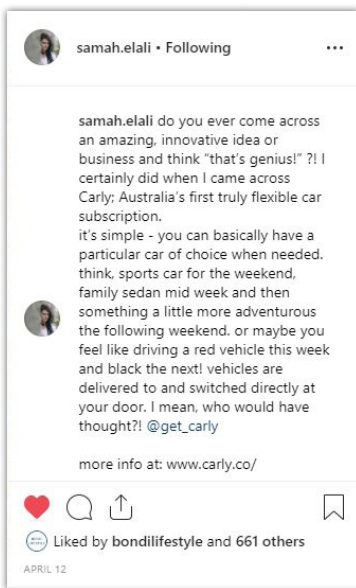 samah.elali • Following
samah.elali do you ever come across
an amazing, innovative idea or
business and think "that's genius!" ?! I
certainly did when I came across
Carly; Australia's first truly flexible car
subscription.
it's simple - you can basically have a
particular car of choice when needed.
think, sports car for the weekend,
family sedan mid week and then
something a little more adventurous
the following weekend. or maybe you
feel like driving a red vehicle this week
and black the next! vehicles are
delivered to and switched directly at
your door. I mean, who would have
thought?! @get_carly
more info at: www.carly.co/
Liked by bondilifestyle and 661 others
APRIL 12